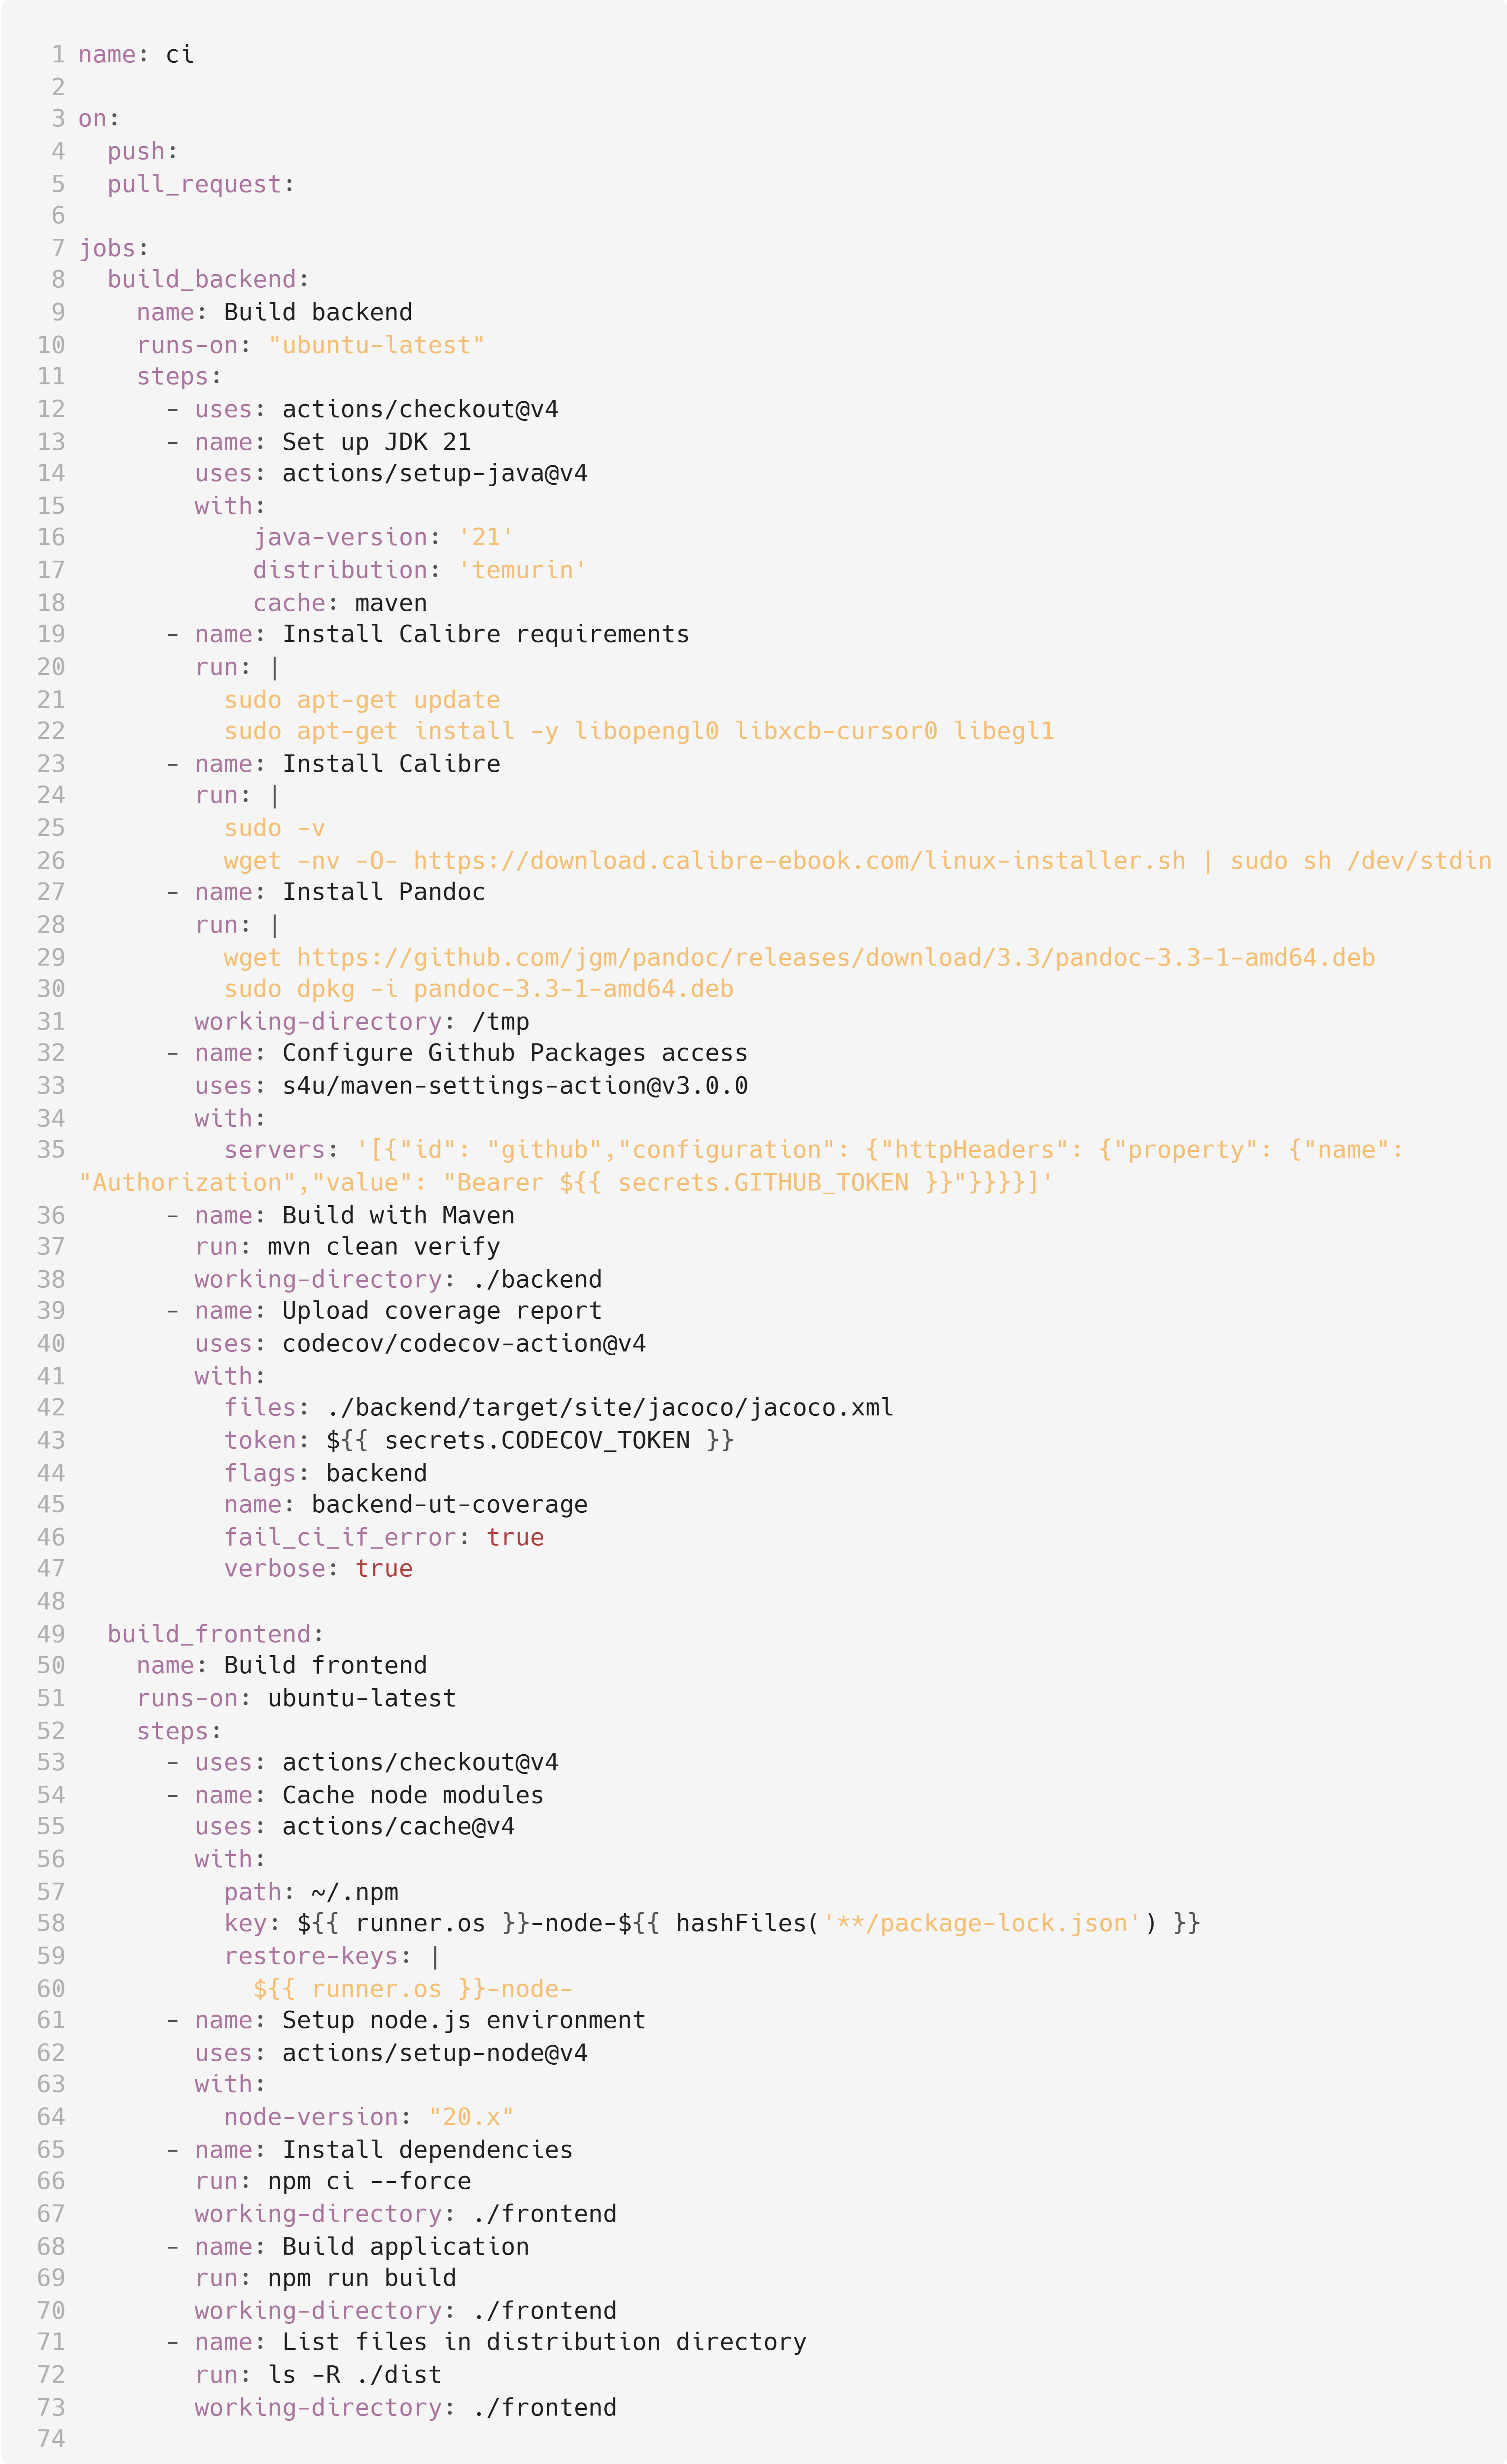 1 name: ci
2
3 on:
4   push:
5   pull_request:
6
7 jobs:
8   build_backend:
9     name: Build backend
10     runs-on: "ubuntu-latest"
11     steps:
12       - uses: actions/checkout@v4
13       - name: Set up JDK 21
14         uses: actions/setup-java@v4
15         with:
16             java-version: '21'
17             distribution: 'temurin'
18             cache: maven
19       - name: Install Calibre requirements
20         run: |
21           sudo apt-get update
22           sudo apt-get install -y libopengl0 libxcb-cursor0 libegl1
23       - name: Install Calibre
24         run: |
25           sudo -v
26           wget -nv -O- https://download.calibre-ebook.com/linux-installer.sh | sudo sh /dev/stdin
27       - name: Install Pandoc
28         run: |
29           wget https://github.com/jgm/pandoc/releases/download/3.3/pandoc-3.3-1-amd64.deb
30           sudo dpkg -i pandoc-3.3-1-amd64.deb
31         working-directory: /tmp
32       - name: Configure Github Packages access
33         uses: s4u/maven-settings-action@v3.0.0
34         with:
35           servers: '[{"id": "github","configuration": {"httpHeaders": {"property": {"name":
"Authorization","value": "Bearer ${{ secrets.GITHUB_TOKEN }}"}}}}]'
36       - name: Build with Maven
37         run: mvn clean verify
38         working-directory: ./backend
39       - name: Upload coverage report
40         uses: codecov/codecov-action@v4
41         with:
42           files: ./backend/target/site/jacoco/jacoco.xml
43           token: ${{ secrets.CODECOV_TOKEN }}
44           flags: backend
45           name: backend-ut-coverage
46           fail_ci_if_error: true
47           verbose: true
48
49   build_frontend:
50     name: Build frontend
51     runs-on: ubuntu-latest
52     steps:
53       - uses: actions/checkout@v4
54       - name: Cache node modules
55         uses: actions/cache@v4
56         with:
57           path: ~/.npm
58           key: ${{ runner.os }}-node-${{ hashFiles('**/package-lock.json') }}
59           restore-keys: |
60             ${{ runner.os }}-node-
61       - name: Setup node.js environment
62         uses: actions/setup-node@v4
63         with:
64           node-version: "20.x"
65       - name: Install dependencies
66         run: npm ci --force
67         working-directory: ./frontend
68       - name: Build application
69         run: npm run build
70         working-directory: ./frontend
71       - name: List files in distribution directory
72         run: ls -R ./dist
73         working-directory: ./frontend
74